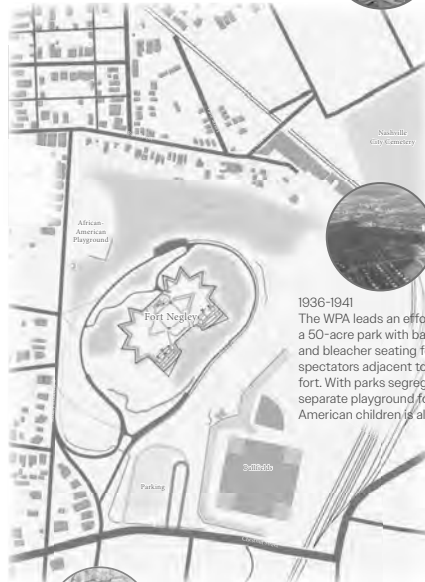 Nashville
City Cemetery
African-
American
Playground
Fort Negley
1936-1941
The WPA leads an effo
a 50-acre park with ba
and bleacher seating f
spectators adjacent to
fort. With parks segreg
separate playground fo
American children is al
Ballfields
Parking